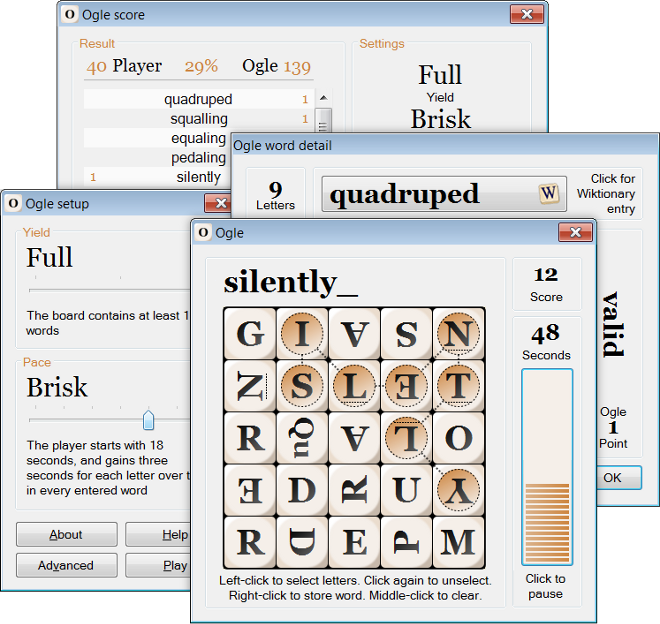 O Ogle score
Result
40 Player 29% Ogle 139
quadruped 1
squalling 1
equaling
pedaling
1 silently
Settings
Full
Yield
Brisk
Ogle word detail
9
Letters
quadruped W
Click for
Wiktionary
entry
valid
Ogle
1
Point
OK
O Ogle setup
Yield
Full
The board contains at least 1
words
Pace
Brisk
The player starts with 18
seconds, and gains three
seconds for each letter over t
in every entered word
About
Help
Advanced
Play
O Ogle
silently_
G I V S N
Z S L E T
R Qu A L O
E D R U Y
R D E P M
Left-click to select letters. Click again to unselect.
Right-click to store word. Middle-click to clear.
12
Score
48
Seconds
Click to
pause